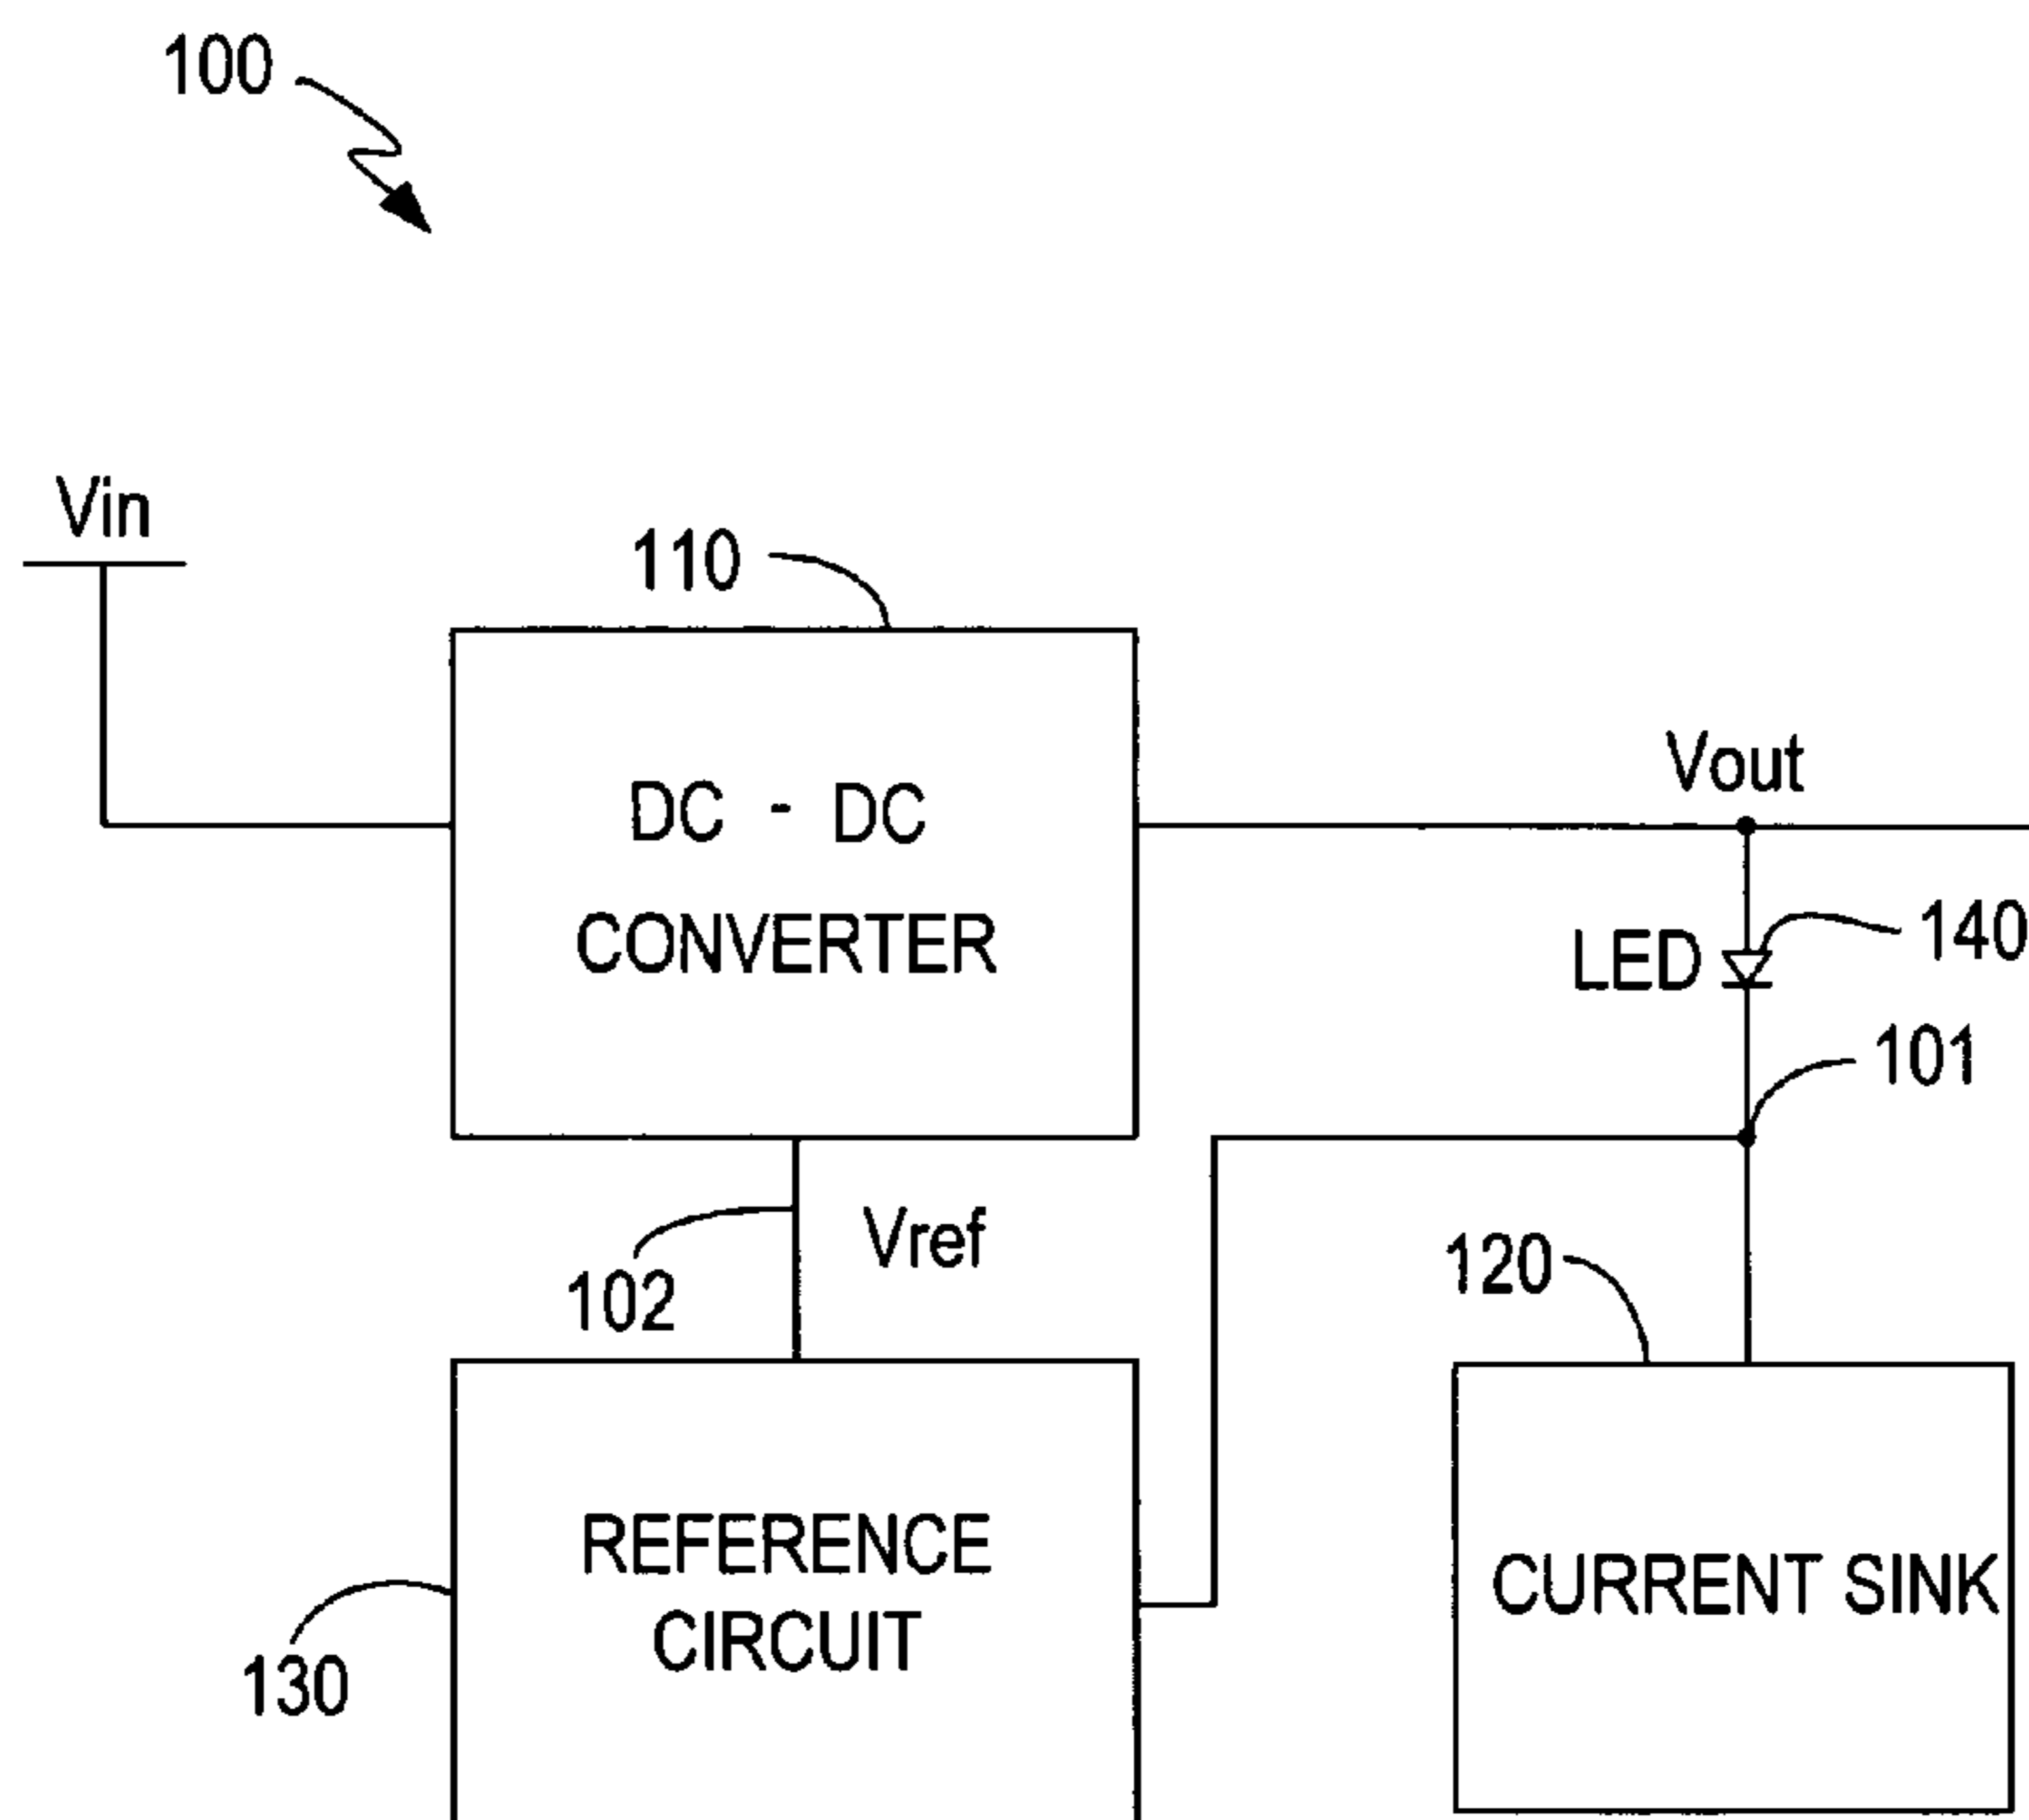 100
Vin
110
DC - DC
CONVERTER
Vout
LED
140
101
102
Vref
120
REFERENCE
CIRCUIT
130
CURRENT SINK